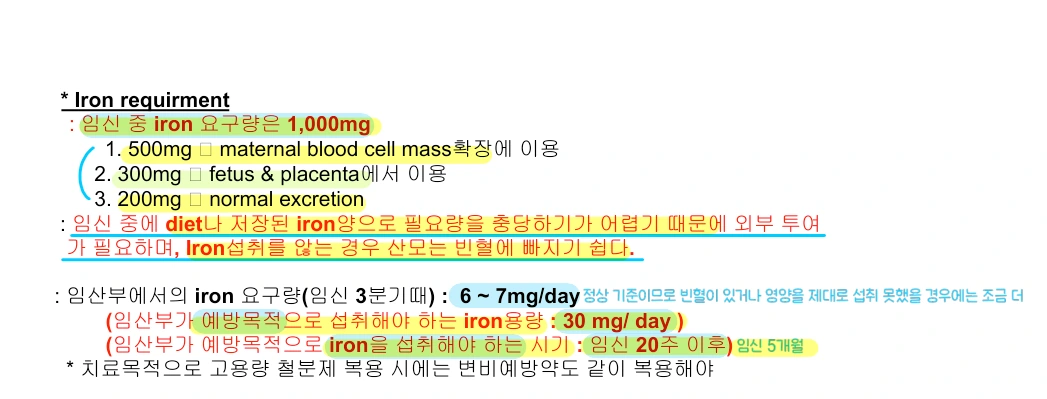 * Iron requirment
: 임신 중 iron 요구량은 1,000mg
1. 500mg □ maternal blood cell mass확장에 이용
2. 300mg □ fetus & placenta에서 이용
3. 200mg □ normal excretion
: 임신 중에 diet나 저장된 iron양으로 필요량을 충당하기가 어렵기 때문에 외부 투여
가 필요하며, Iron섭취를 않는 경우 산모는 빈혈에 빠지기 쉽다.
: 임산부에서의 iron 요구량(임신 3분기때) : 6 ~ 7mg/day 정상 기준이므로 빈혈이 있거나 영양을 제대로 섭취 못했을 경우에는 조금 더
(임산부가 예방목적으로 섭취해야 하는 iron용량 : 30 mg/ day )
(임산부가 예방목적으로 iron을 섭취해야 하는 시기 : 임신 20주 이후) 임신 5개월
* 치료목적으로 고용량 철분제 복용 시에는 변비예방약도 같이 복용해야